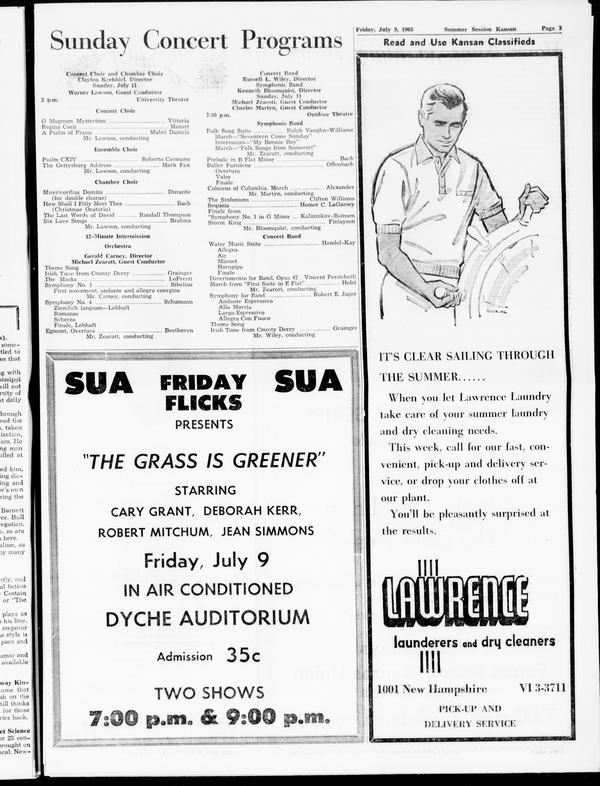 Friday, July 9, 1965 Summer Session Kansan Page 3
Sunday Concert Programs
Concert Choir and Chamber Choir
Clayton Krehbiel, Director
Sunday, July 11
Warner Lawson, Guest Conductor
3 p.m. University Theatre
Concert Choir
O Magnum Mysterium Vittoria
Regina Coeli Mozart
A Psalm of Praise Mabel Daniels
Mr. Lawson, conducting
Ensemble Choir
Psalm CXIV Roberto Carmano
The Gettysburg Address Mark Fax
Mr. Lawson, conducting
Chamber Choir
Misericordias Domini Durante
(for double chorus)
How Shall I Fitly Meet Thee Bach
(Christmas Oratorio)
The Last Words of David Randall Thompson
Six Love Songs Brahms
Mr. Lawson, conducting
12-Minute Intermission
Orchestra
Gerald Carney, Director
Michael Zearott, Guest Conductor
Theme Song
Irish Tune from County Derry Grainger
The Masks LoPresti
Symphony No. 1 Sibelius
First movement, andante and allegro energico
Mr. Carney, conducting
Symphony No. 4 Schumann
Ziemlich langsam—Lebhaft
Romanze
Scherzo
Finale, Lebhaft
Egmont, Overture Beethoven
Mr. Zearott, conducting
Concert Band
Russell L. Wiley, Director
Symphonic Band
Kenneth Bloomquist, Director
Sunday, July 11
Michael Zearott, Guest Conductor
Charles Martyn, Guest Conductor
7:30 p.m. Outdoor Theatre
Symphonic Band
Folk Song Suite Ralph Vaughn-Williams
March—"Seventeen Come Sunday"
Intermezzo—"My Bonnie Boy"
March—"Folk Songs from Somerset"
Mr. Zearott, conducting
Prelude in B Flat Minor Bach
Ballet Parisiene Offenbach
Overture
Valse
Finale
Colossus of Columbia, March Alexander
Mr. Martyn, conducting
The Sinfonians Clifton Williams
Sequoia Homer C. LaGassey
Finale from
"Symphony No. 1 in G Minor Kalinnikov-Bainum
Storm King Finlayson
Mr. Bloomquist, conducting
Concert Band
Water Music Suite Handel-Kay
Allegro
Air
Minuet
Hornpipe
Finale
Divertimento for Band, Opus 42 Vincent Persichetti
March from "First Suite in E Flat" Holst
Mr. Zearott, conducting
Symphony for Band Robert E. Jager
Andante Espressivo
Alla Marcia
Largo Espressivo
Allegro Con Fuoco
Theme Song
Irish Tune from County Derry Grainger
Mr. Wiley, conducting
SUA FRIDAY SUA
FLICKS
PRESENTS
"THE GRASS IS GREENER"
STARRING
CARY GRANT, DEBORAH KERR,
ROBERT MITCHUM, JEAN SIMMONS
Friday, July 9
IN AIR CONDITIONED
DYCHE AUDITORIUM
Admission 35c
TWO SHOWS
7:00 p.m. & 9:00 p.m.
Read and Use Kansan Classifieds
IT'S CLEAR SAILING THROUGH
THE SUMMER......
When you let Lawrence Laundry
take care of your summer laundry
and dry cleaning needs.
This week, call for our fast, con-
venient, pick-up and delivery ser-
vice, or drop your clothes off at
our plant.
You'll be pleasantly surprised at
the results.
LAWRENCE
launderers and dry cleaners
1001 New Hampshire VI 3-3711
PICK-UP AND
DELIVERY SERVICE